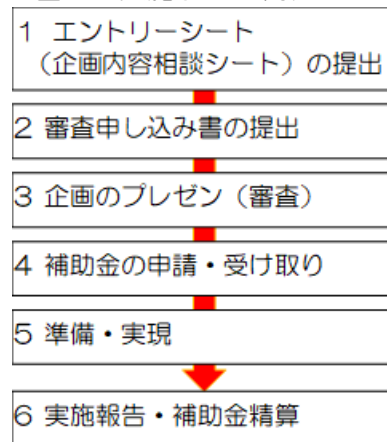 1 エントリーシート
（企画内容相談シート）の提出
2 審査申し込み書の提出
3 企画のプレゼン（審査）
4 補助金の申請・受け取り
5 準備・実現
6 実施報告・補助金精算